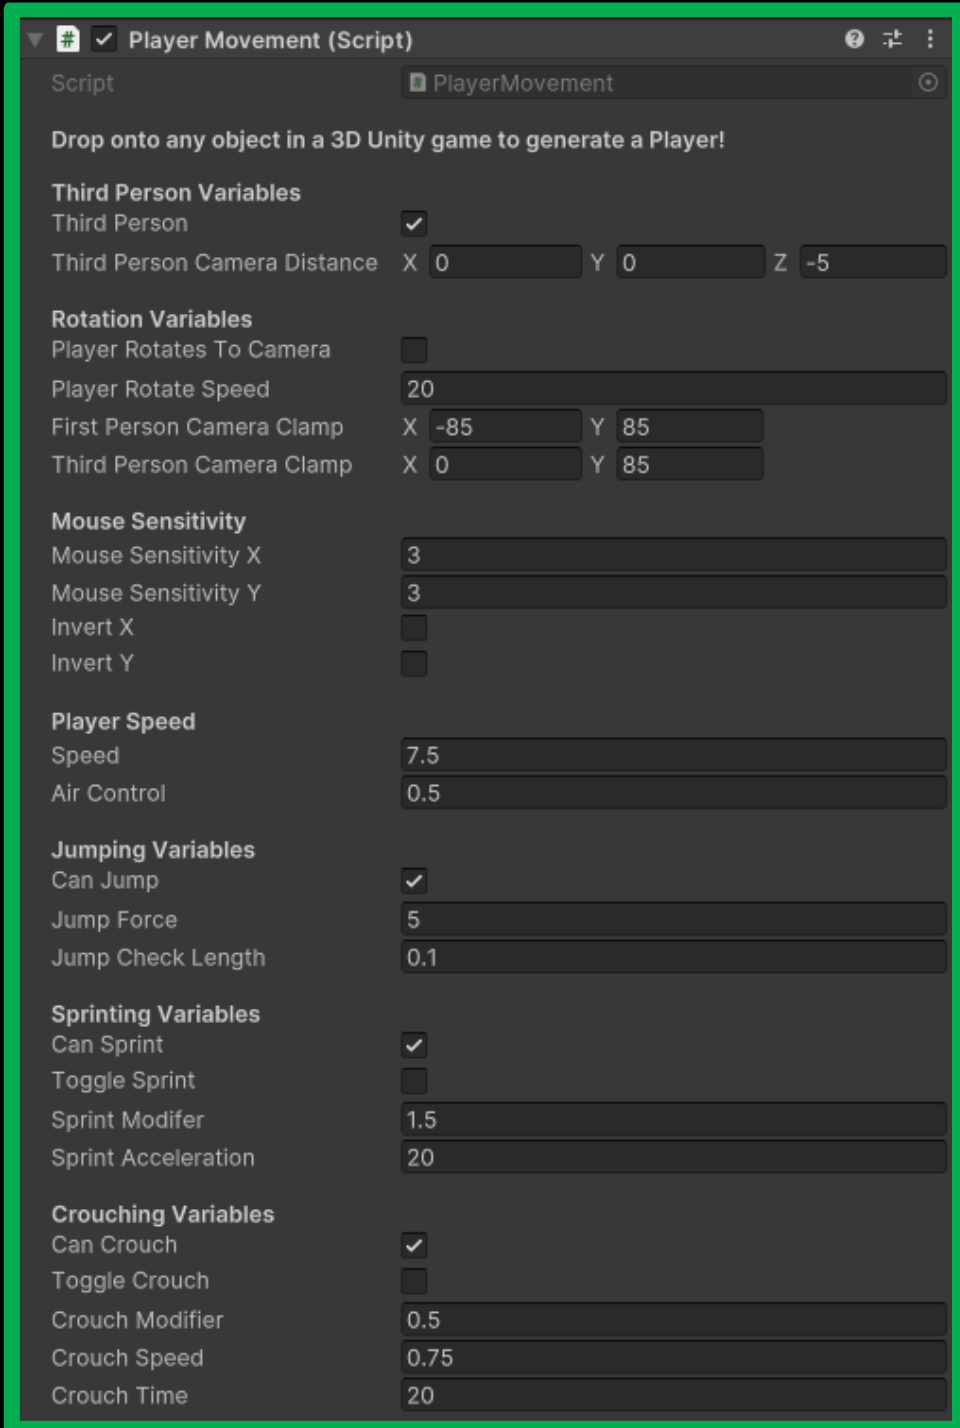 Player Movement (Script)
Script PlayerMovement
Drop onto any object in a 3D Unity game to generate a Player!
Third Person Variables
Third Person
Third Person Camera Distance X 0 Y 0 Z -5
Rotation Variables
Player Rotates To Camera
Player Rotate Speed 20
First Person Camera Clamp X -85 Y 85
Third Person Camera Clamp X 0 Y 85
Mouse Sensitivity
Mouse Sensitivity X 3
Mouse Sensitivity Y 3
Invert X
Invert Y
Player Speed
Speed 7.5
Air Control 0.5
Jumping Variables
Can Jump
Jump Force 5
Jump Check Length 0.1
Sprinting Variables
Can Sprint
Toggle Sprint
Sprint Modifer 1.5
Sprint Acceleration 20
Crouching Variables
Can Crouch
Toggle Crouch
Crouch Modifier 0.5
Crouch Speed 0.75
Crouch Time 20